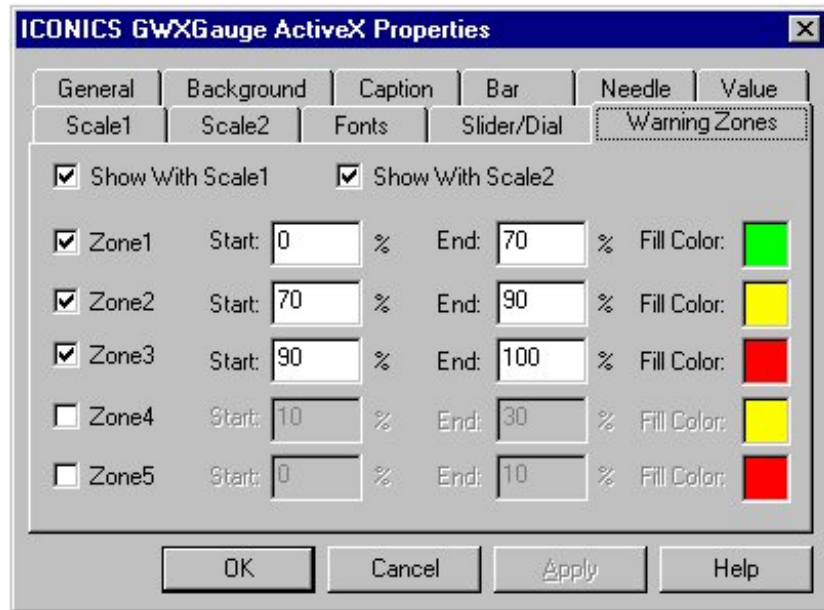 ICONICS GWXGauge ActiveX Properties
General Background Caption Bar Needle Value
Scale1 Scale2 Fonts Slider/Dial Warning Zones
Show With Scale1 Show With Scale2
Zone1 Start: 0 % End: 70 % Fill Color:
Zone2 Start: 70 % End: 90 % Fill Color:
Zone3 Start: 90 % End: 100 % Fill Color:
Zone4 Start: 10 % End: 30 % Fill Color:
Zone5 Start: 0 % End: 10 % Fill Color:
OK Cancel Apply Help